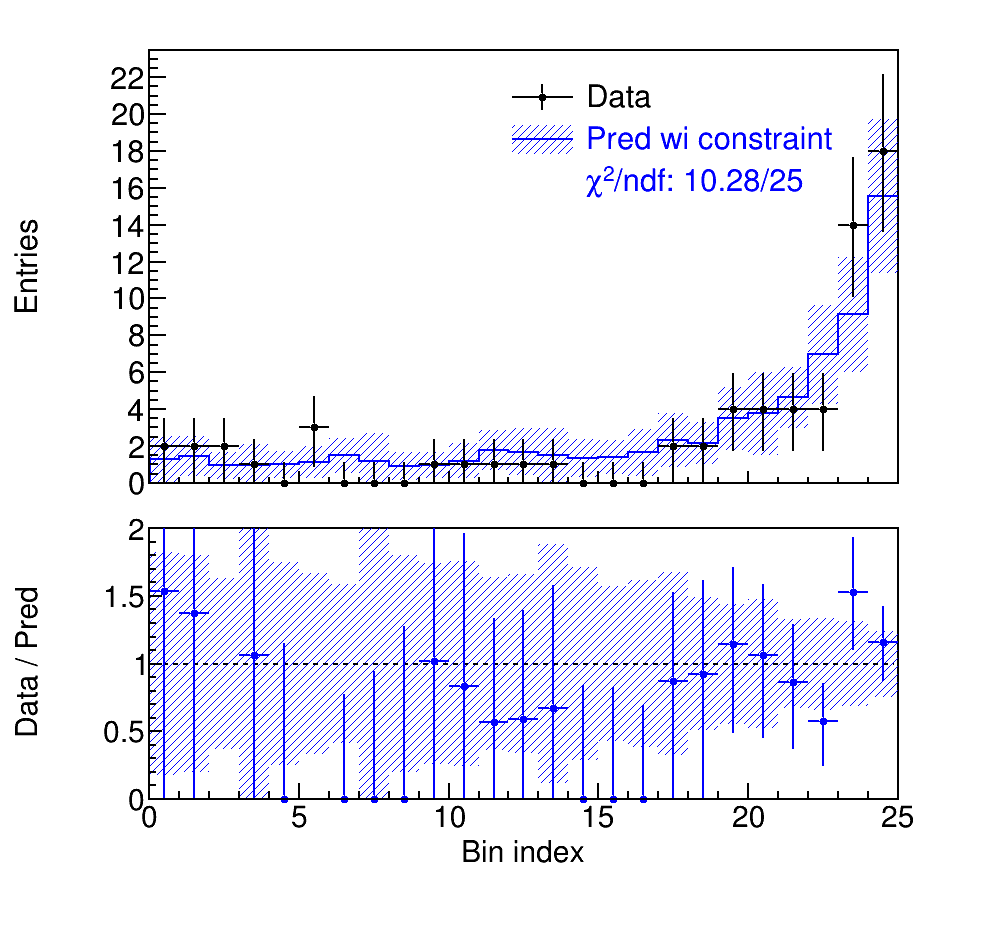 Entries
22
20
18
16
14
12
10
8
6
4
2
0
Data
Pred wi constraint
χ²/ndf: 10.28/25
Data / Pred
2
1.5
1
0.5
0
0 5 10 15 20 25
Bin index